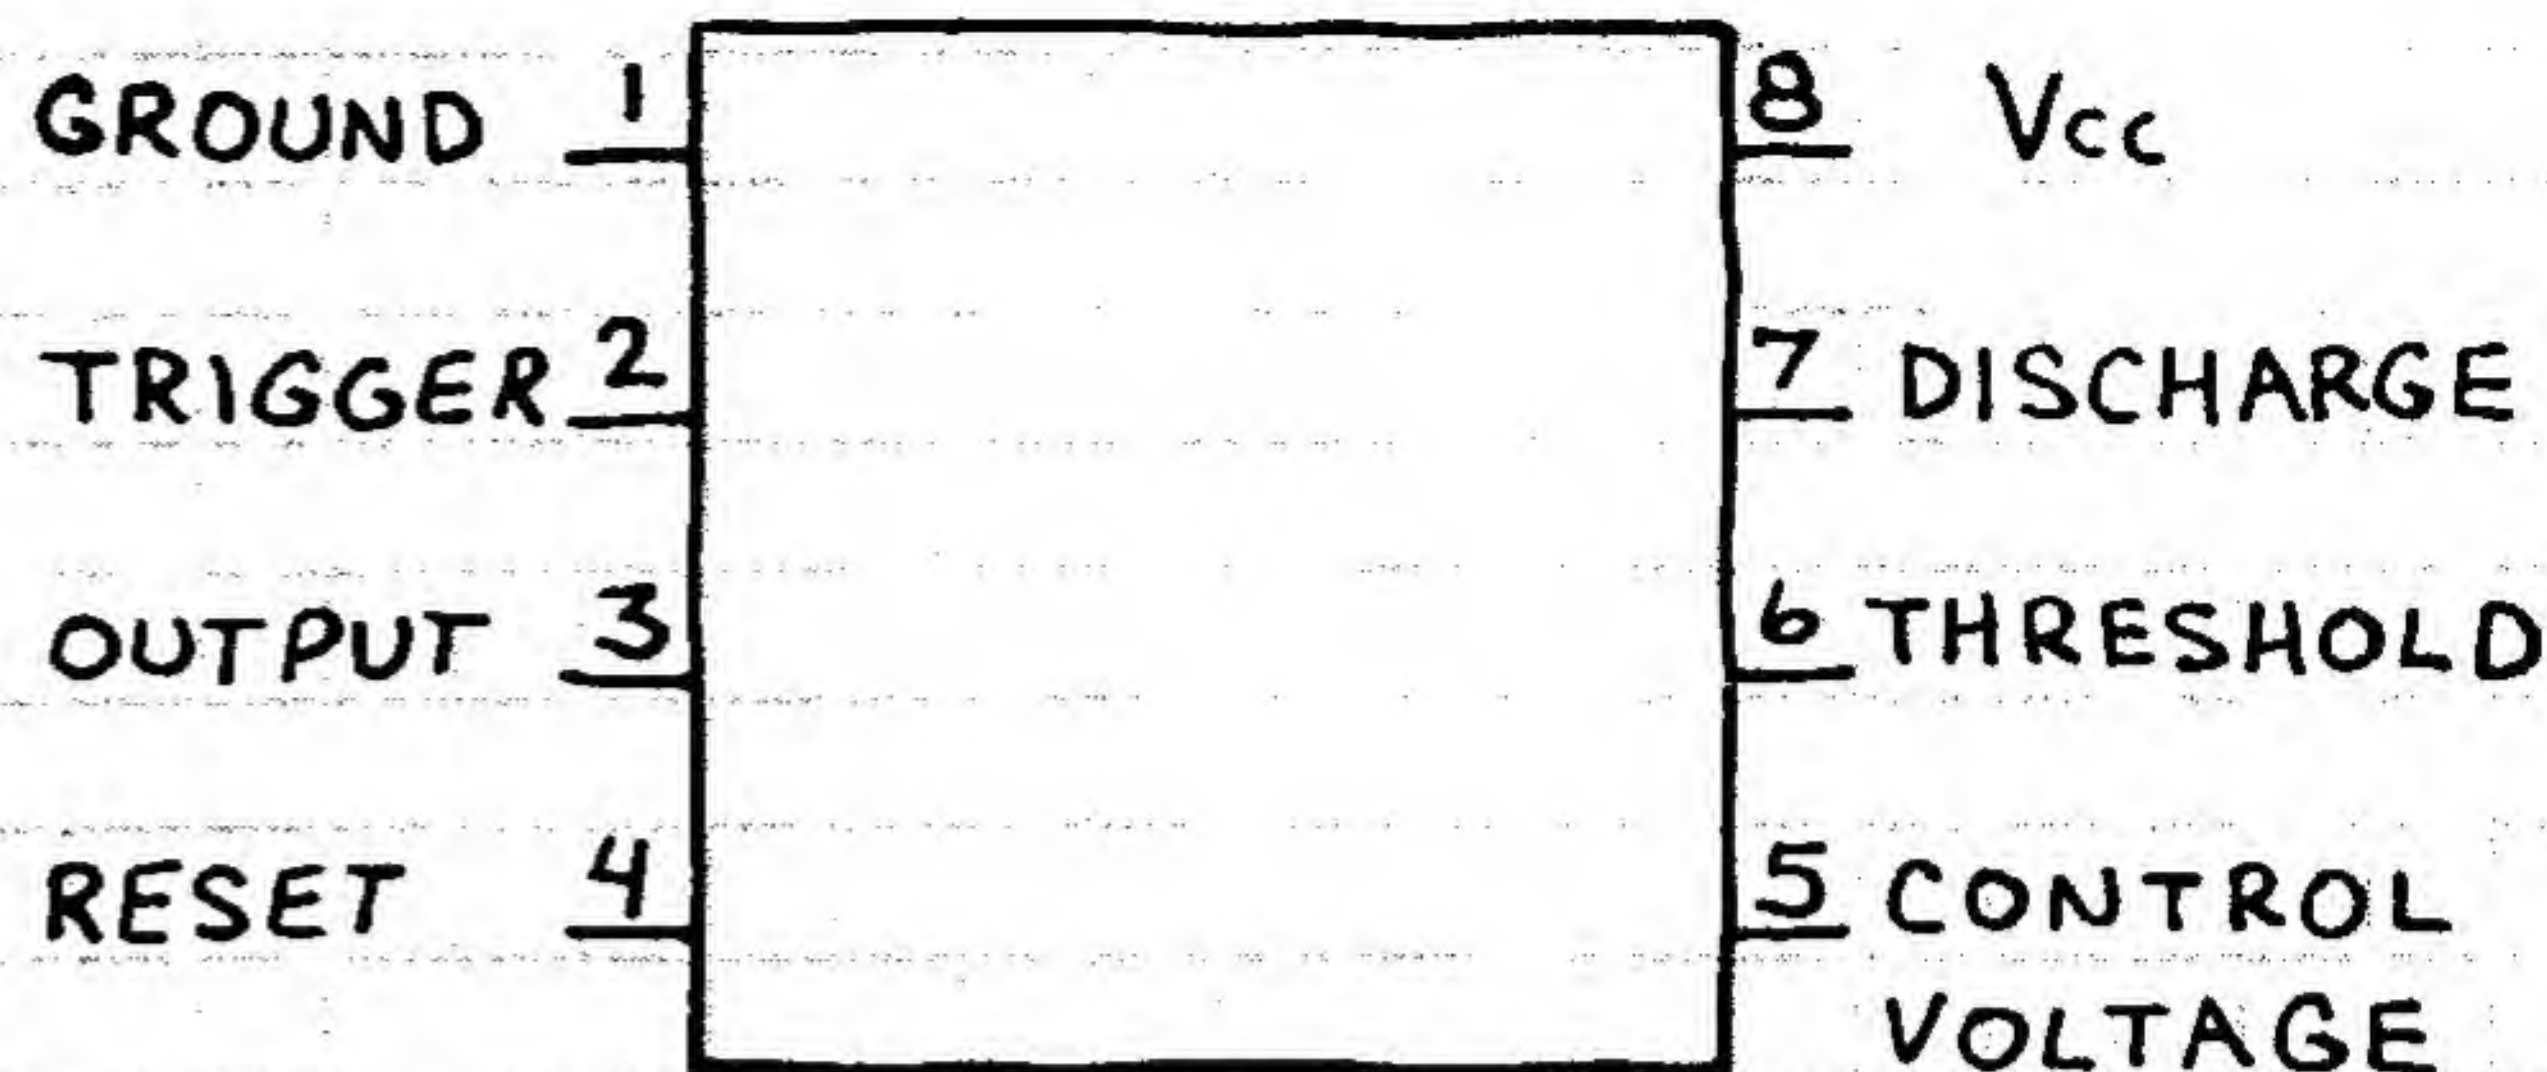 GROUND 1
8 Vcc
TRIGGER 2
7 DISCHARGE
OUTPUT 3
6 THRESHOLD
RESET 4
5 CONTROL
VOLTAGE